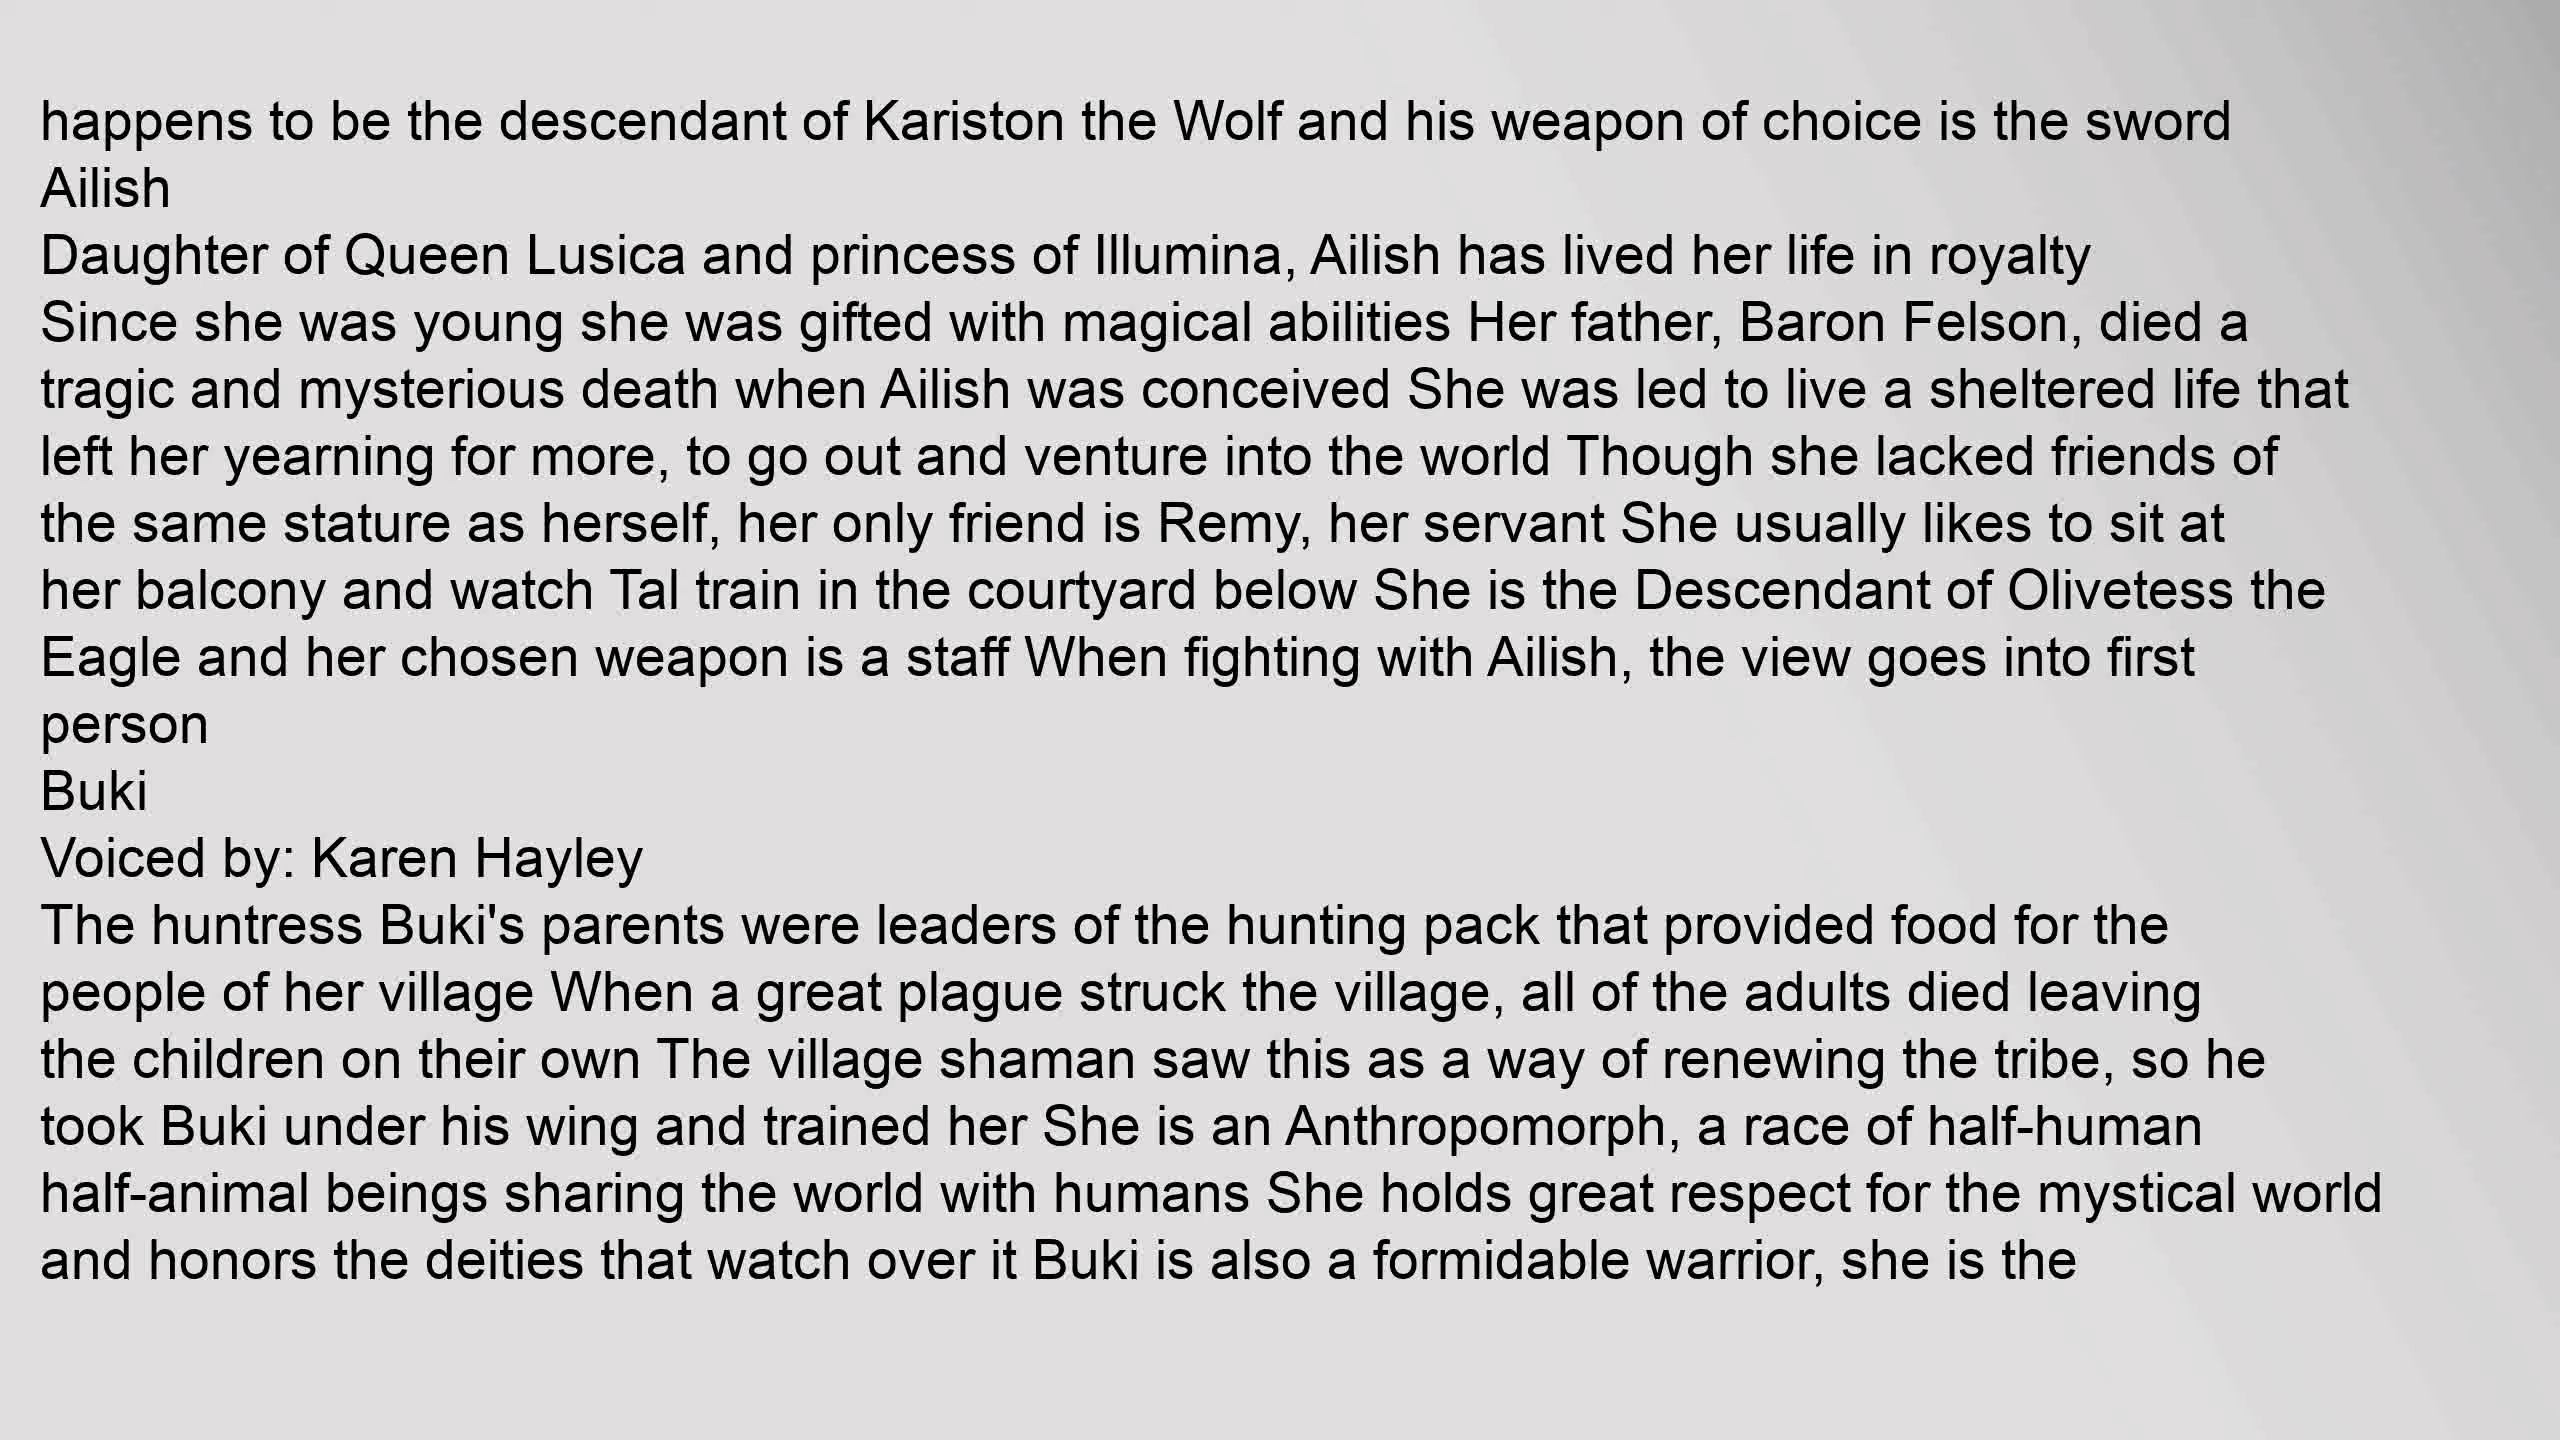 happens to be the descendant of Kariston the Wolf and his weapon of choice is the sword
Ailish
Daughter of Queen Lusica and princess of Illumina, Ailish has lived her life in royalty
Since she was young she was gifted with magical abilities Her father, Baron Felson, died a
tragic and mysterious death when Ailish was conceived She was led to live a sheltered life that
left her yearning for more, to go out and venture into the world Though she lacked friends of
the same stature as herself, her only friend is Remy, her servant She usually likes to sit at
her balcony and watch Tal train in the courtyard below She is the Descendant of Olivetess the
Eagle and her chosen weapon is a staff When fighting with Ailish, the view goes into first
person
Buki
Voiced by: Karen Hayley
The huntress Buki's parents were leaders of the hunting pack that provided food for the
people of her village When a great plague struck the village, all of the adults died leaving
the children on their own The village shaman saw this as a way of renewing the tribe, so he
took Buki under his wing and trained her She is an Anthropomorph, a race of half-human
half-animal beings sharing the world with humans She holds great respect for the mystical world
and honors the deities that watch over it Buki is also a formidable warrior, she is the